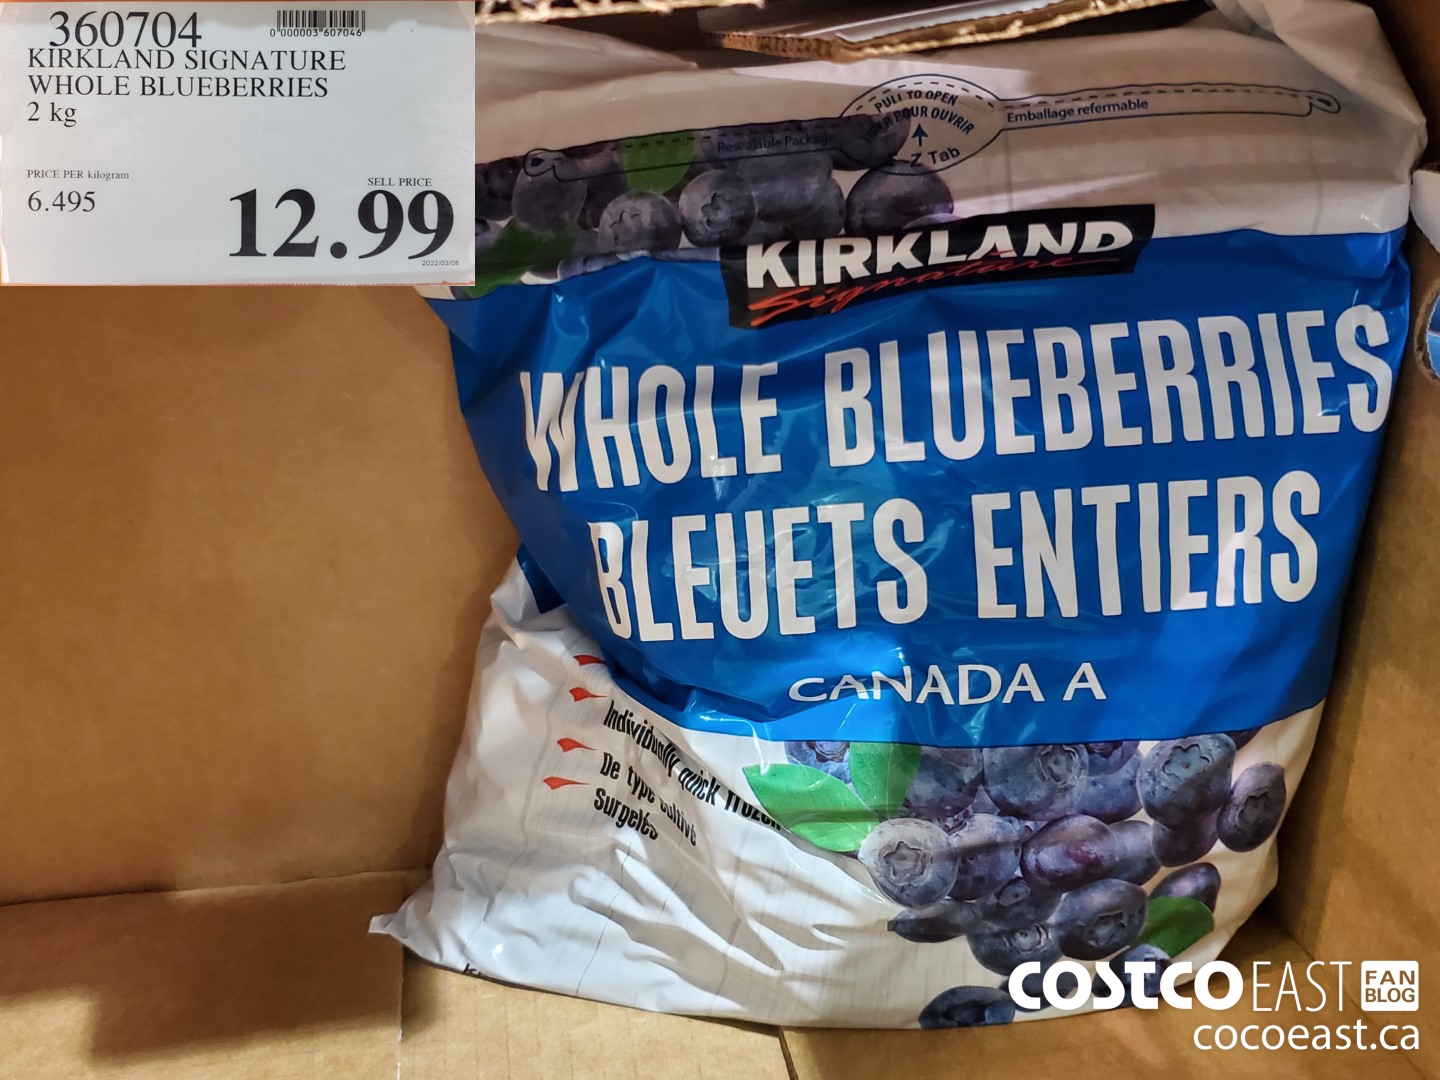 360704
0 000003 607046
KIRKLAND SIGNATURE
WHOLE BLUEBERRIES
2 kg
PRICE PER kilogram
6.495
SELL PRICE
12.99
2022/03/08
PULL TO OPEN
POUR OUVRIR
Z Tab
Resealable Package
Emballage refermable
KIRKLAND
Signature
WHOLE BLUEBERRIES
BLEUETS ENTIERS
CANADA A
Individually quick frozen
De type cultivé
Surgelés
COSTCO EAST FAN BLOG
cocoeast.ca